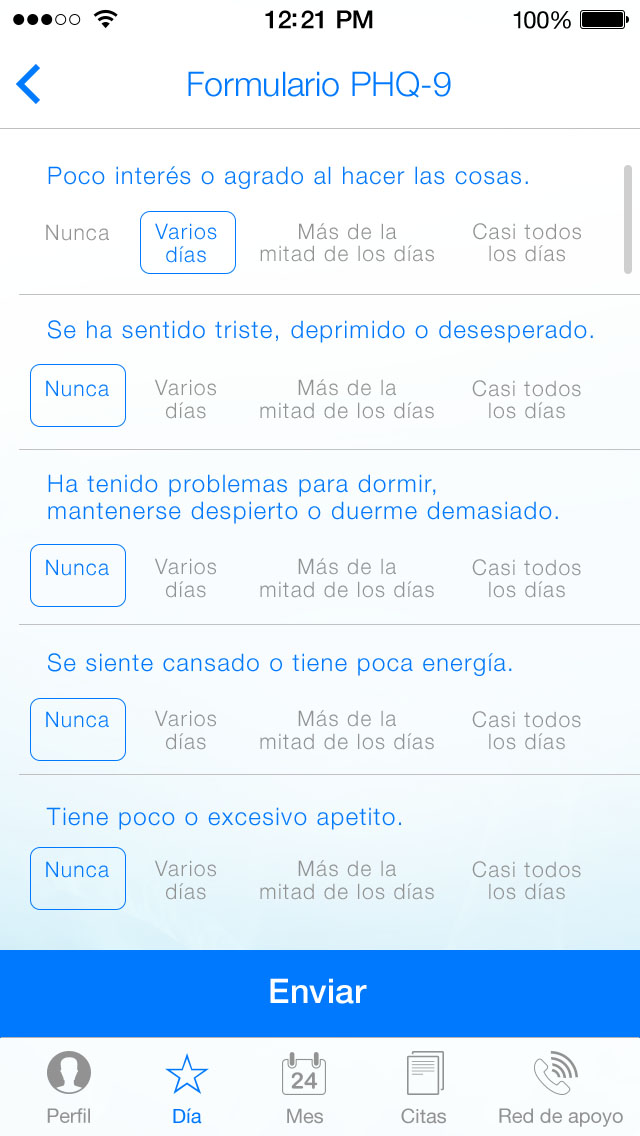 12:21 PM
100%
Formulario PHQ-9
Poco interés o agrado al hacer las cosas.
Nunca
Varios
días
Más de la
mitad de los días
Casi todos
los días
Se ha sentido triste, deprimido o desesperado.
Nunca
Varios
días
Más de la
mitad de los días
Casi todos
los días
Ha tenido problemas para dormir,
mantenerse despierto o duerme demasiado.
Nunca
Varios
días
Más de la
mitad de los días
Casi todos
los días
Se siente cansado o tiene poca energía.
Nunca
Varios
días
Más de la
mitad de los días
Casi todos
los días
Tiene poco o excesivo apetito.
Nunca
Varios
días
Más de la
mitad de los días
Casi todos
los días
Enviar
24
Perfil
Día
Mes
Citas
Red de apoyo